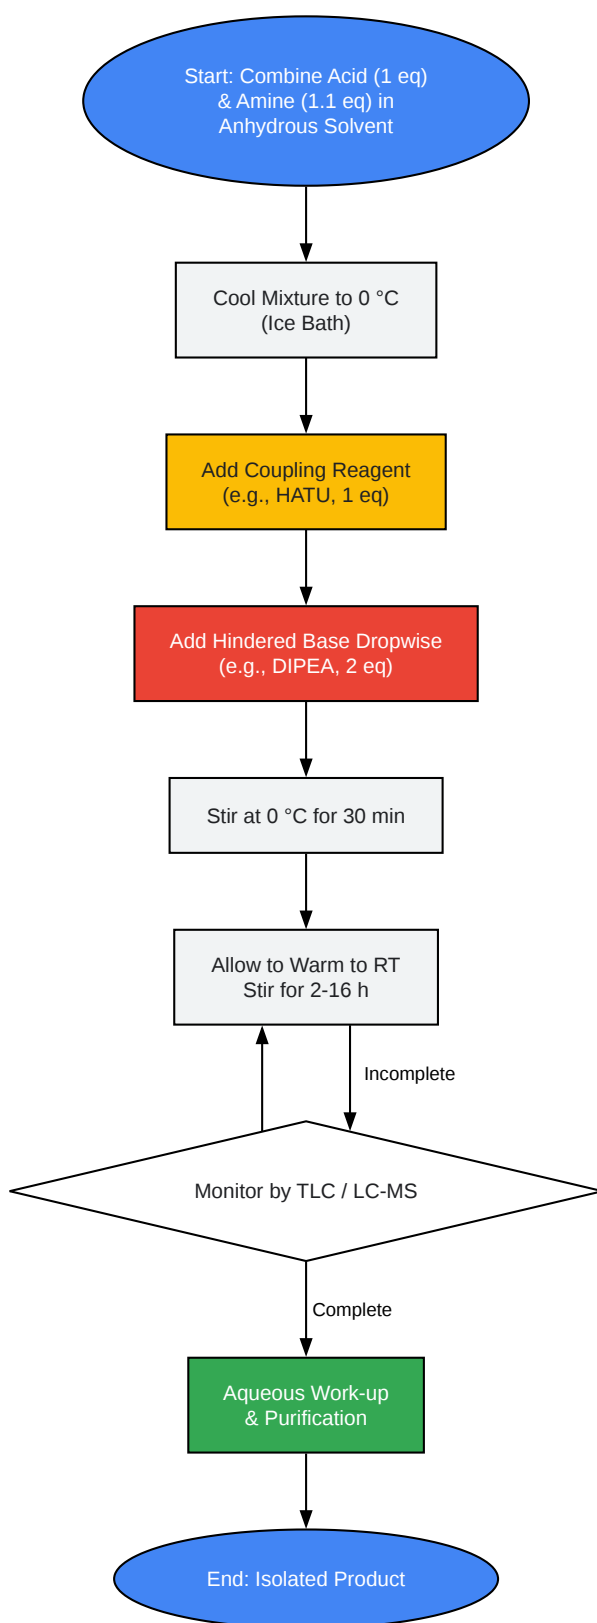 Start: Combine Acid (1 eq)
& Amine (1.1 eq) in
Anhydrous Solvent
Cool Mixture to 0 °C
(Ice Bath)
Add Coupling Reagent
(e.g., HATU, 1 eq)
Add Hindered Base Dropwise
(e.g., DIPEA, 2 eq)
Stir at 0 °C for 30 min
Allow to Warm to RT
Stir for 2-16 h
Incomplete
Monitor by TLC / LC-MS
Complete
Aqueous Work-up
& Purification
End: Isolated Product